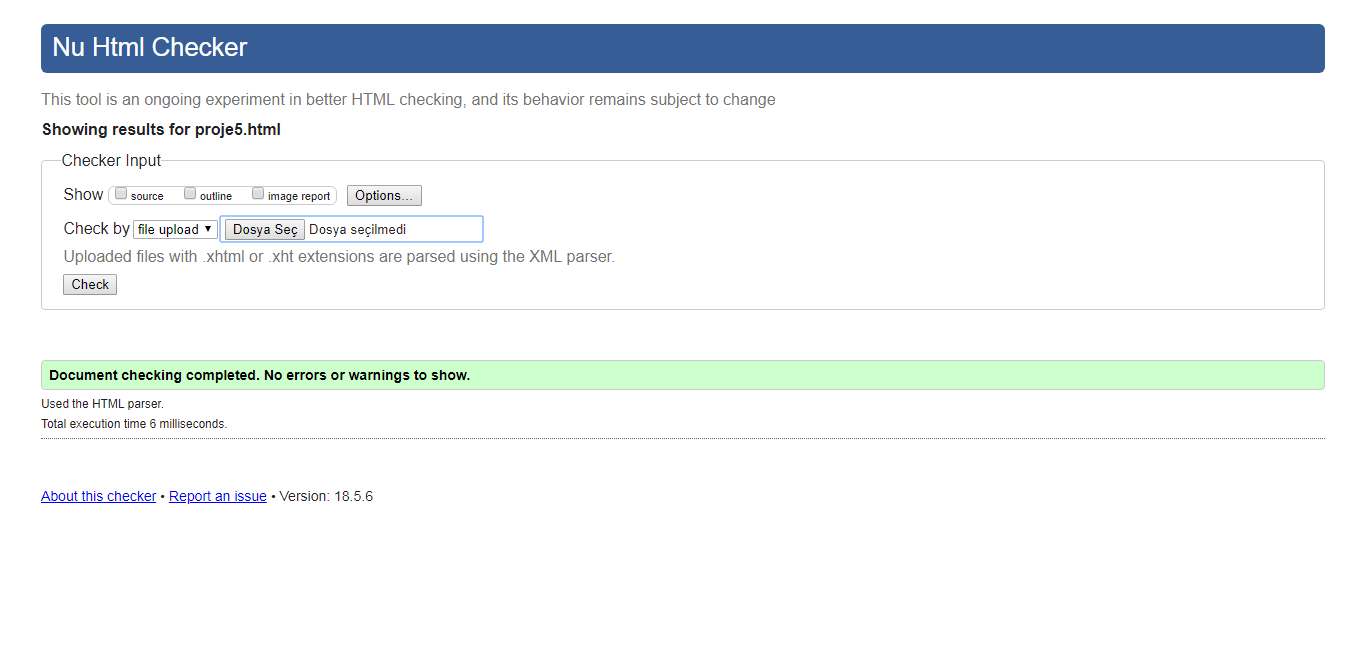 Nu Html Checker
This tool is an ongoing experiment in better HTML checking, and its behavior remains subject to change
Showing results for proje5.html
Checker Input
Show source outline image report Options...
Check by file upload Dosya Seç Dosya seçilmedi
Uploaded files with .xhtml or .xht extensions are parsed using the XML parser.
Check
Document checking completed. No errors or warnings to show.
Used the HTML parser.
Total execution time 6 milliseconds.
About this checker • Report an issue • Version: 18.5.6